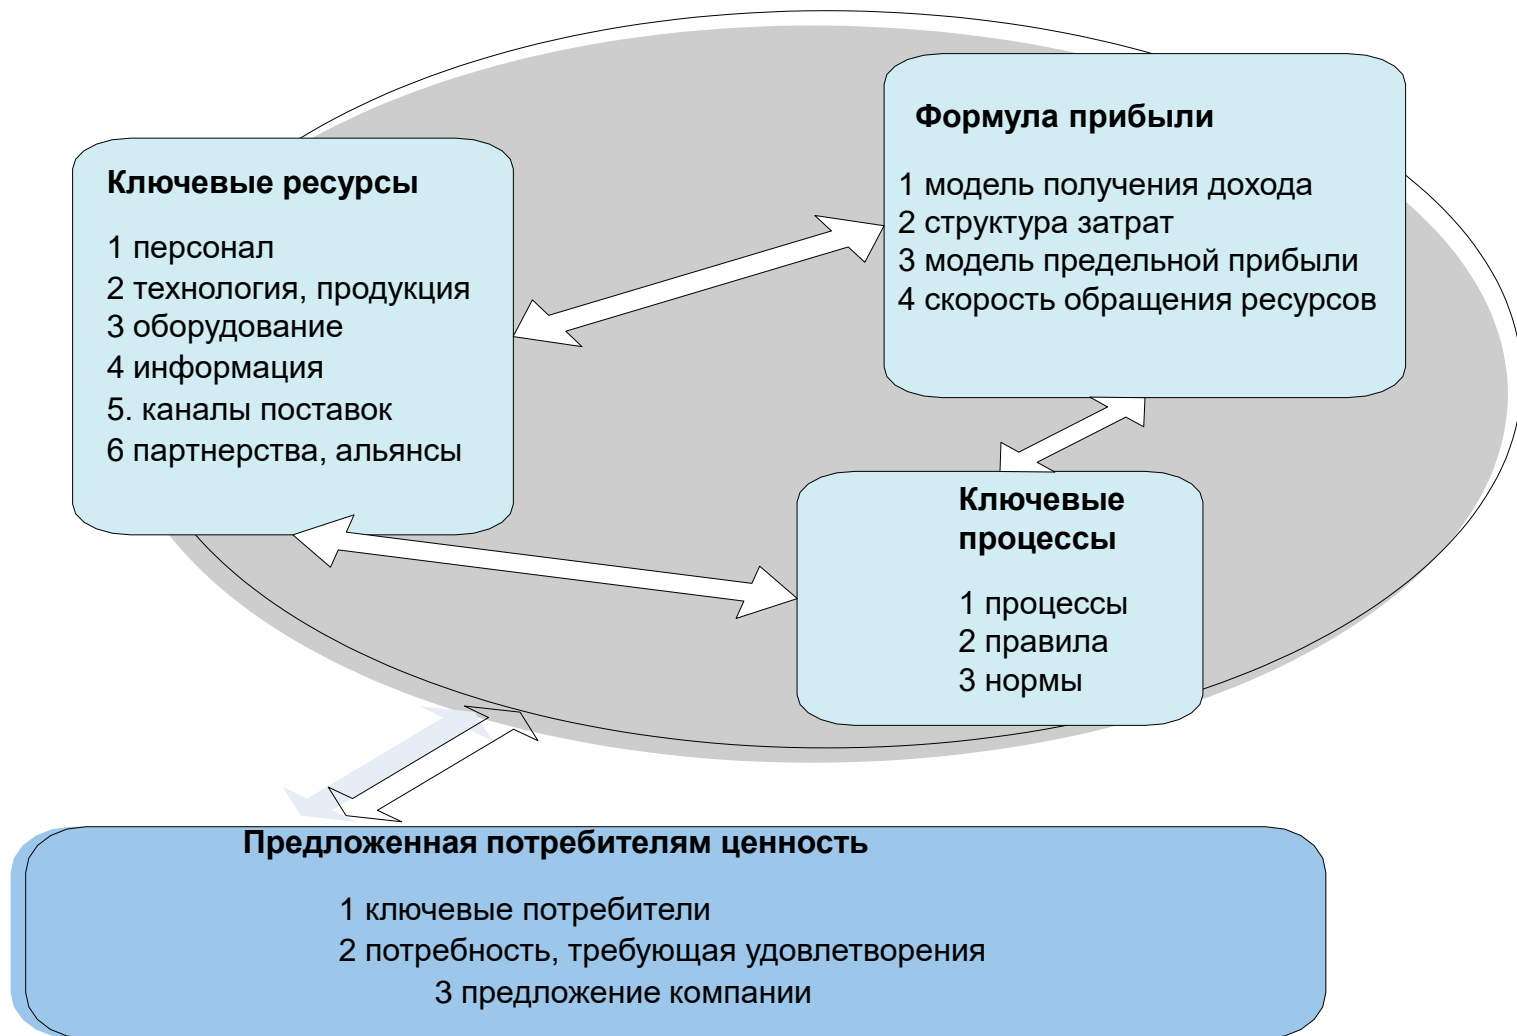 Ключевые ресурсы
1 персонал
2 технология, продукция
3 оборудование
4 информация
5. каналы поставок
6 партнерства, альянсы
Формула прибыли
1 модель получения дохода
2 структура затрат
3 модель предельной прибыли
4 скорость обращения ресурсов
Ключевые
процессы
1 процессы
2 правила
3 нормы
Предложенная потребителям ценность
1 ключевые потребители
2 потребность, требующая удовлетворения
3 предложение компании